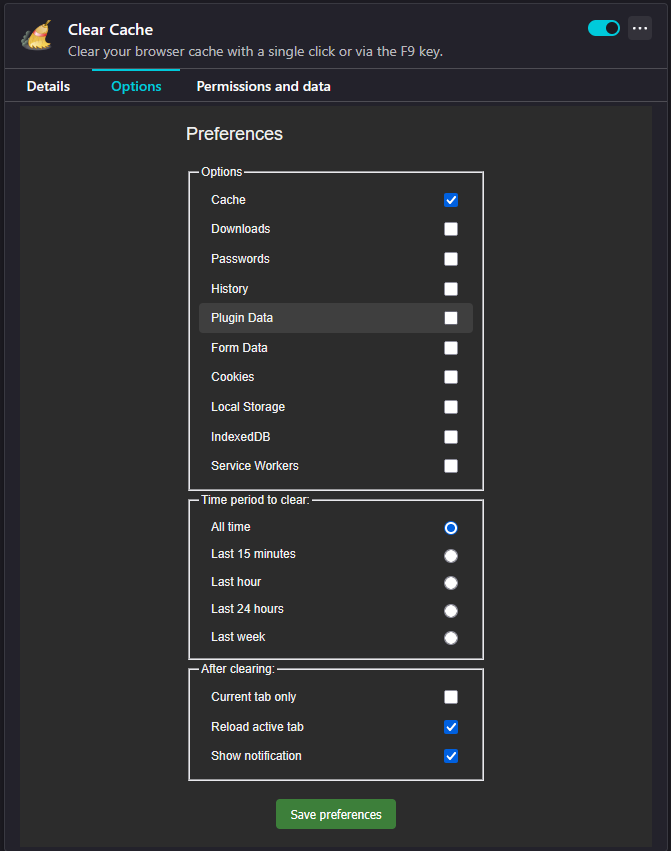 Clear Cache
Clear your browser cache with a single click or via the F9 key.
Details Options Permissions and data
Preferences
Options
Cache
Downloads
Passwords
History
Plugin Data
Form Data
Cookies
Local Storage
IndexedDB
Service Workers
Time period to clear:
All time
Last 15 minutes
Last hour
Last 24 hours
Last week
After clearing:
Current tab only
Reload active tab
Show notification
Save preferences